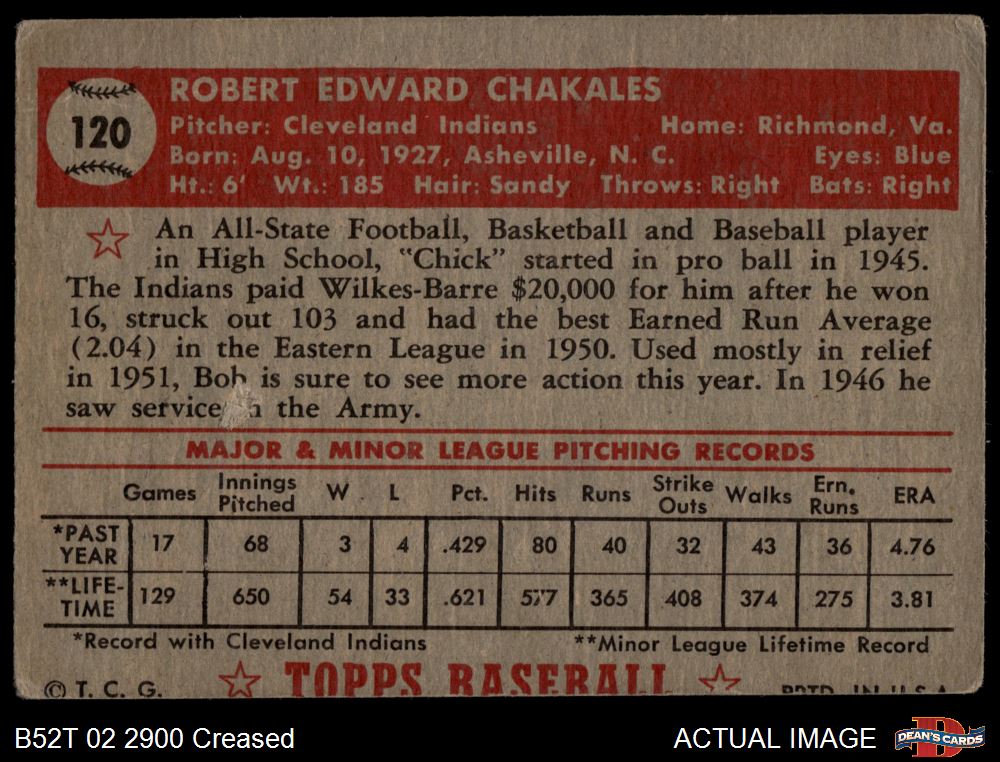 120
ROBERT EDWARD CHAKALES
Pitcher: Cleveland Indians Home: Richmond, Va.
Born: Aug. 10, 1927, Asheville, N. C. Eyes: Blue
Ht.: 6' Wt.: 185 Hair: Sandy Throws: Right Bats: Right
An All-State Football, Basketball and Baseball player
in High School, "Chick" started in pro ball in 1945.
The Indians paid Wilkes-Barre $20,000 for him after he won
16, struck out 103 and had the best Earned Run Average
(2.04) in the Eastern League in 1950. Used mostly in relief
in 1951, Bob is sure to see more action this year. In 1946 he
saw service the Army.
MAJOR & MINOR LEAGUE PITCHING RECORDS
Games Innings Pitched W L Pct. Hits Runs Strike Outs Walks Ern. Runs ERA
*PAST YEAR 17 68 3 4 .429 80 40 32 43 36 4.76
**LIFE-TIME 129 650 54 33 .621 577 365 408 374 275 3.81
*Record with Cleveland Indians **Minor League Lifetime Record
© T. C. G. TOPPS BASEBALL PRTD. IN U.S.A.
B52T 02 2900 Creased ACTUAL IMAGE DEAN'S CARDS